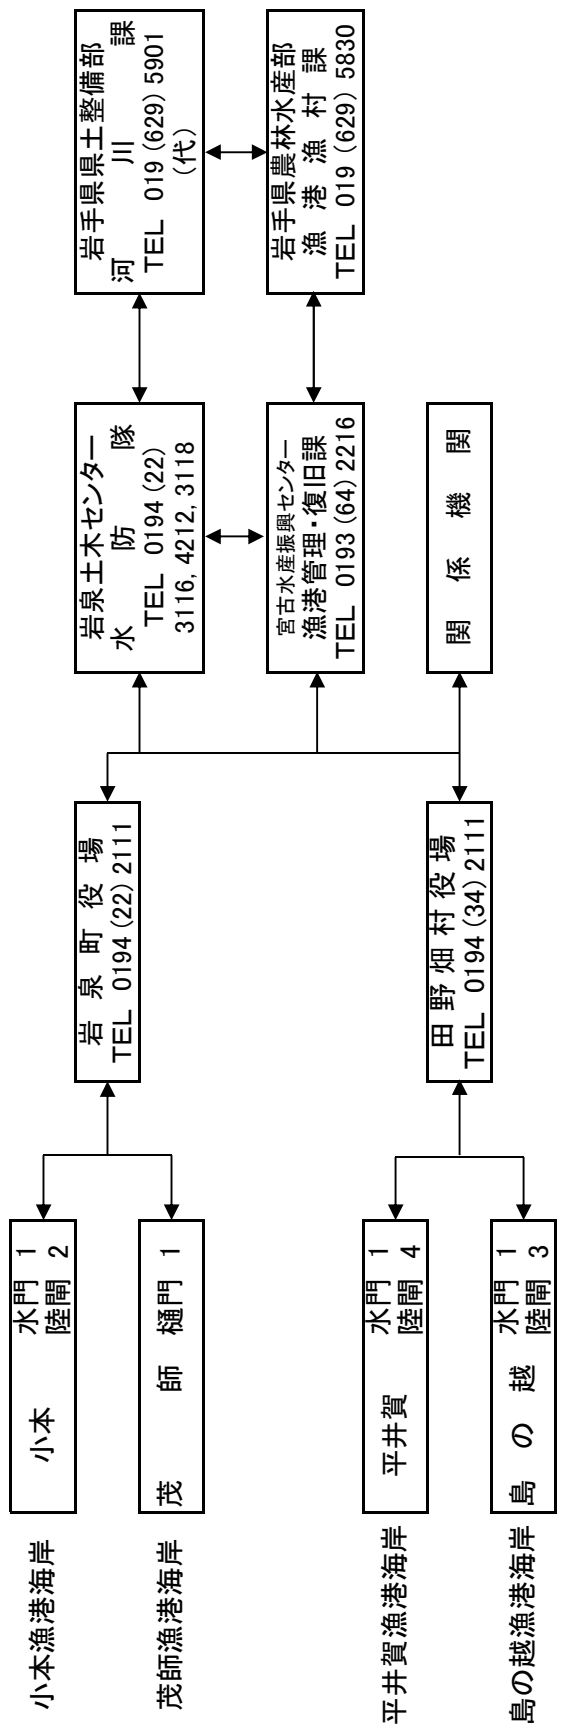 小本漁港海岸
小本
水門 1
陸閘 2
茂師漁港海岸
茂師
樋門 1
平井賀漁港海岸
平井賀
水門 1
陸閘 4
島の越漁港海岸
島の越
水門 1
陸閘 3
岩泉町役場
TEL 0194(22)2111
田野畑村役場
TEL 0194(34)2111
岩泉土木センター
水防隊
TEL 0194(22)
3116,4212,3118
宮古水産振興センター
漁港管理・復旧課
TEL 0193(64)2216
関係機関
岩手県県土整備部
河川課
TEL 019(629)5901
(代)
岩手県農林水産部
漁港漁村課
TEL 019(629)5830